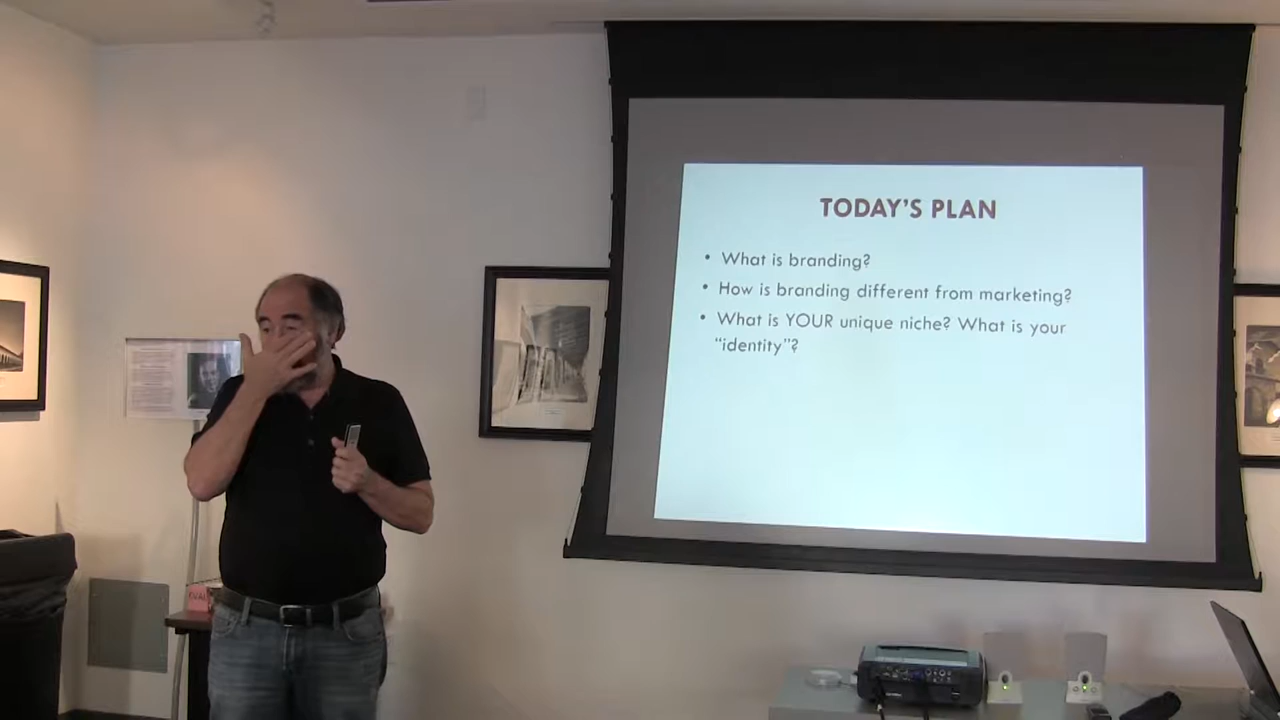 TODAY'S PLAN
• What is branding?
• How is branding different from marketing?
• What is YOUR unique niche? What is your
"identity"?